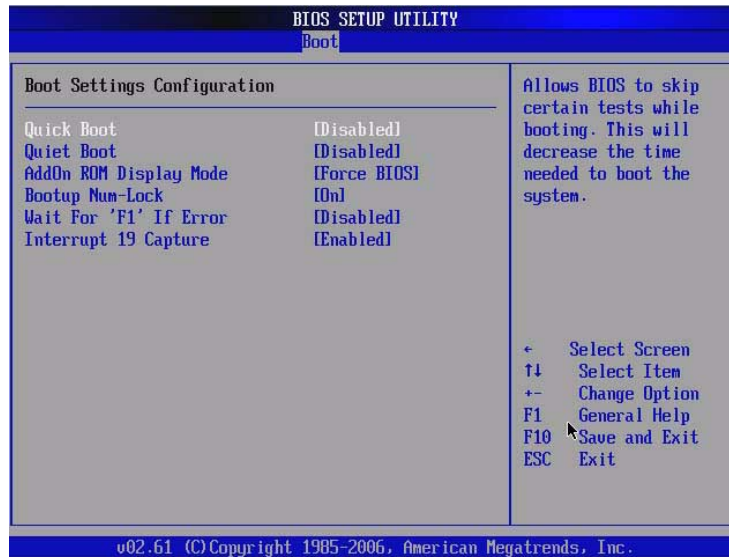 BIOS SETUP UTILITY
Boot
Boot Settings Configuration
Quick Boot [Disabled]
Quiet Boot [Disabled]
AddOn ROM Display Mode [Force BIOS]
Bootup Num-Lock [On]
Wait For 'F1' If Error [Disabled]
Interrupt 19 Capture [Enabled]
Allows BIOS to skip
certain tests while
booting. This will
decrease the time
needed to boot the
system.
← Select Screen
↑↓ Select Item
+- Change Option
F1 General Help
F10 Save and Exit
ESC Exit
v02.61 (C)Copyright 1985-2006, American Megatrends, Inc.